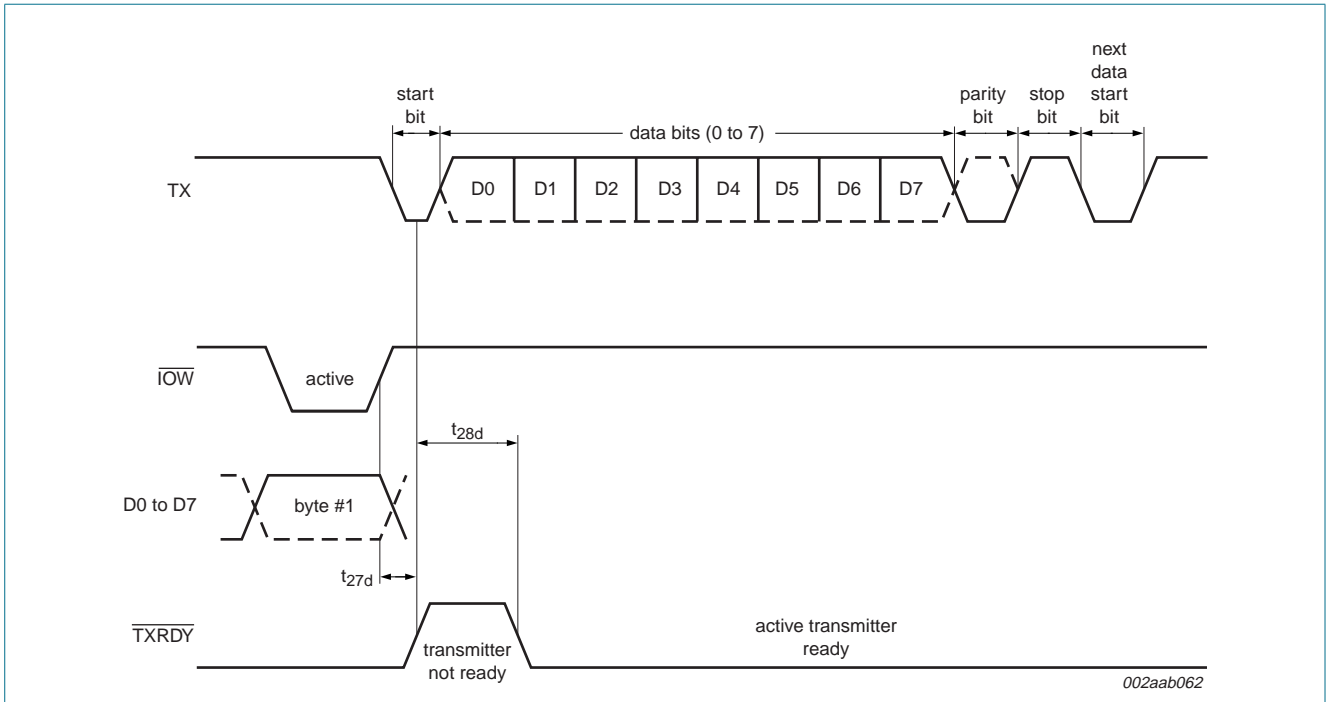 next
data
start
bit
start
bit
parity
bit
stop
bit
data bits (0 to 7)
TX
D0
D1
D2
D3
D4
D5
D6
D7
IOW
active
t28d
D0 to D7
byte #1
t27d
TXRDY
transmitter
not ready
active transmitter
ready
002aab062